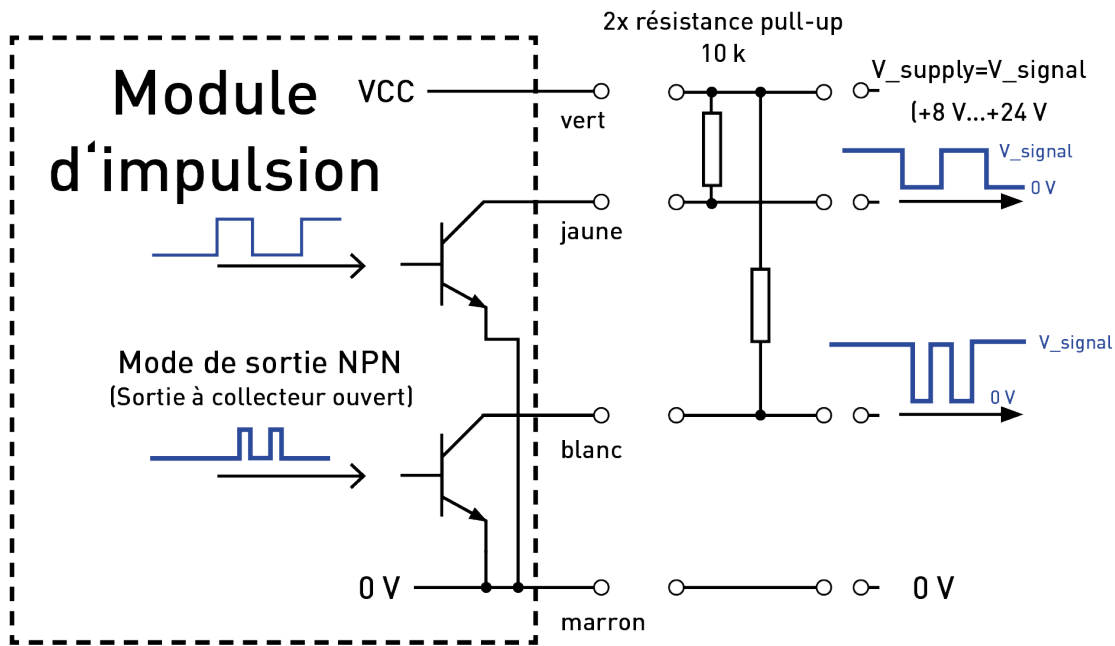 2x résistance pull-up
10 k
Module
d‘impulsion
VCC
vert
V_supply=V_signal
(+8 V...+24 V
V_signal
0 V
jaune
Mode de sortie NPN
(Sortie à collecteur ouvert)
V_signal
0 V
blanc
0 V
0 V
marron